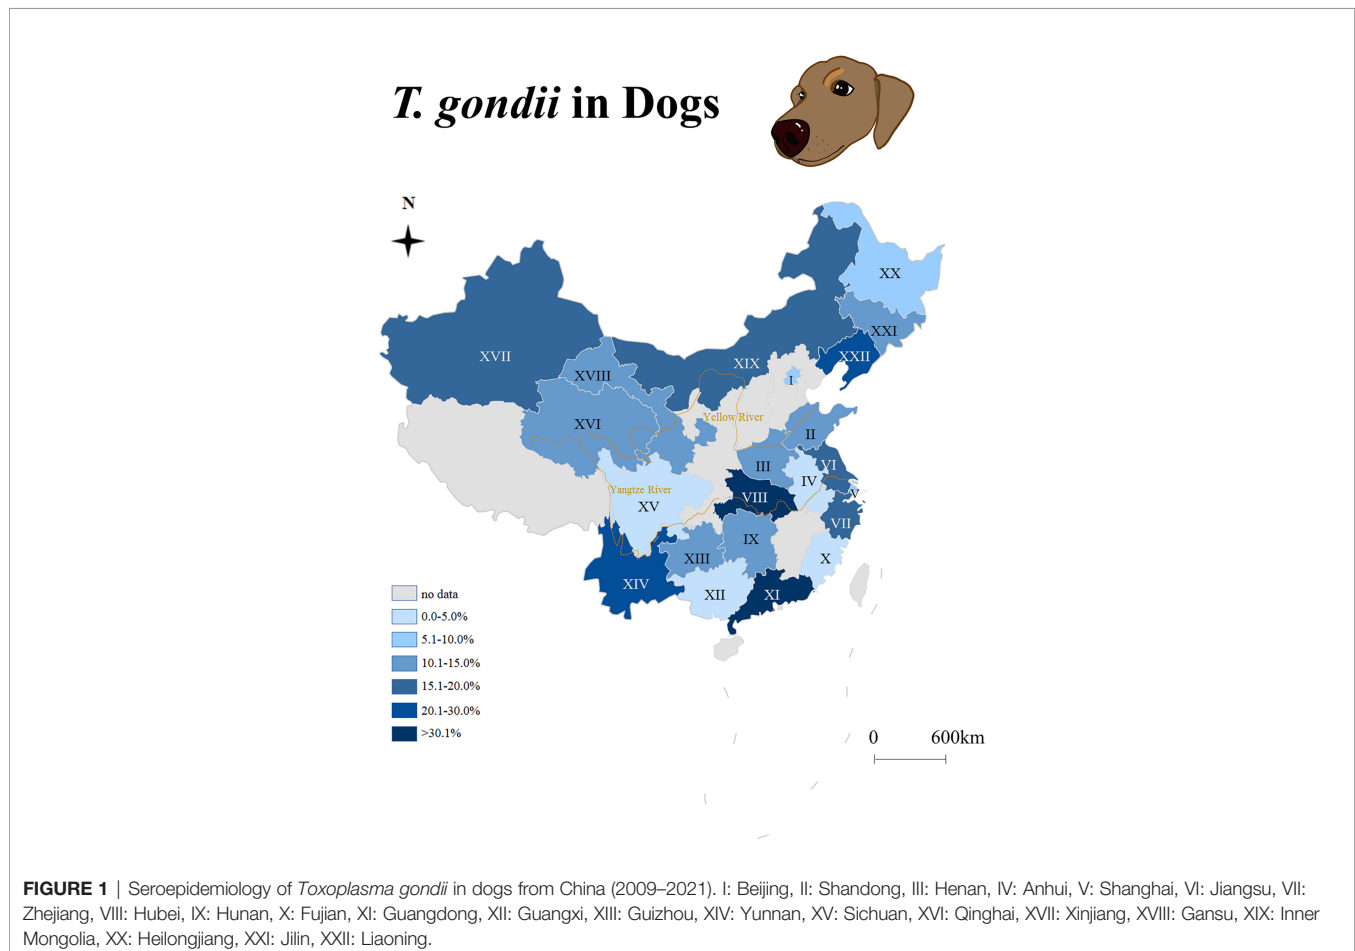 T. gondii in Dogs
N
XX
XXI
XVII
XIX
XXII
XVIII
I
XVI
Yellow River
II
III
VI
IV
Yangtze River
VIII
V
XV
VII
IX
XIII
X
XIV
XII
XI
no data
0.0-5.0%
5.1-10.0%
10.1-15.0%
15.1-20.0%
20.1-30.0%
>30.1%
0 600km
FIGURE 1 | Seroepidemiology of Toxoplasma gondii in dogs from China (2009–2021). I: Beijing, II: Shandong, III: Henan, IV: Anhui, V: Shanghai, VI: Jiangsu, VII:
Zhejiang, VIII: Hubei, IX: Hunan, X: Fujian, XI: Guangdong, XII: Guangxi, XIII: Guizhou, XIV: Yunnan, XV: Sichuan, XVI: Qinghai, XVII: Xinjiang, XVIII: Gansu, XIX: Inner
Mongolia, XX: Heilongjiang, XXI: Jilin, XXII: Liaoning.